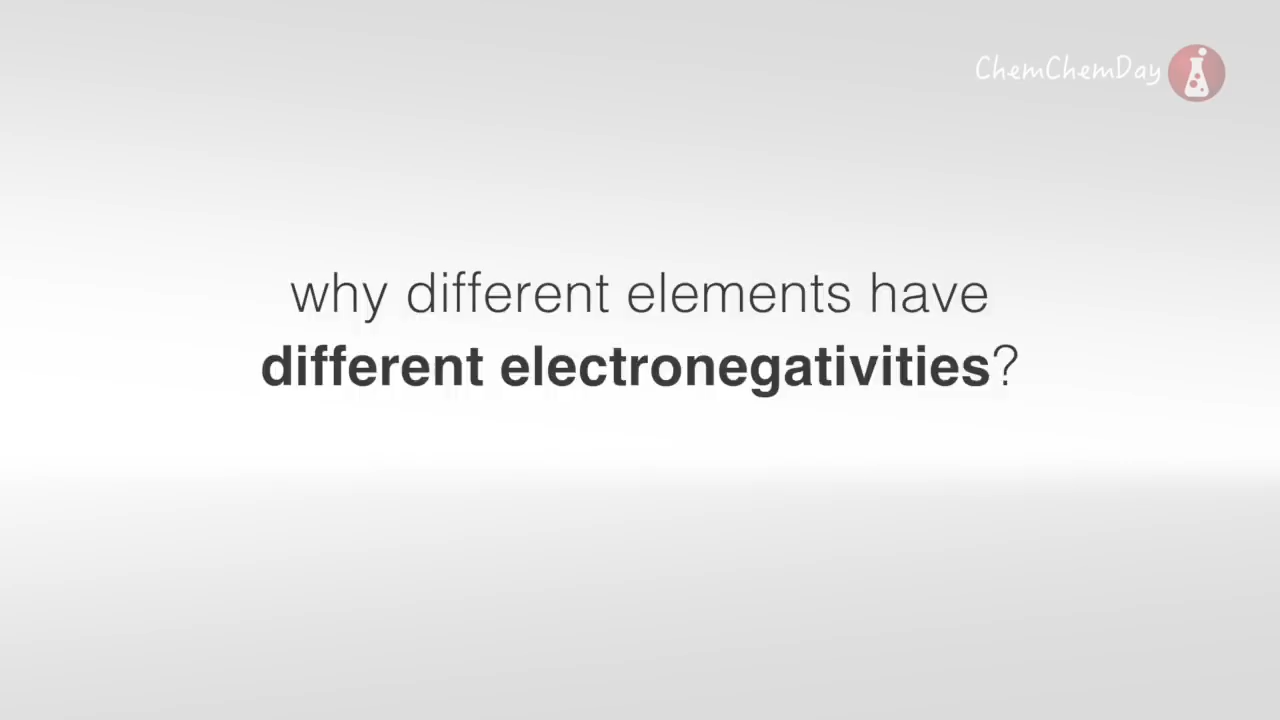 ChemChemDay
why different elements have
different electronegativities?